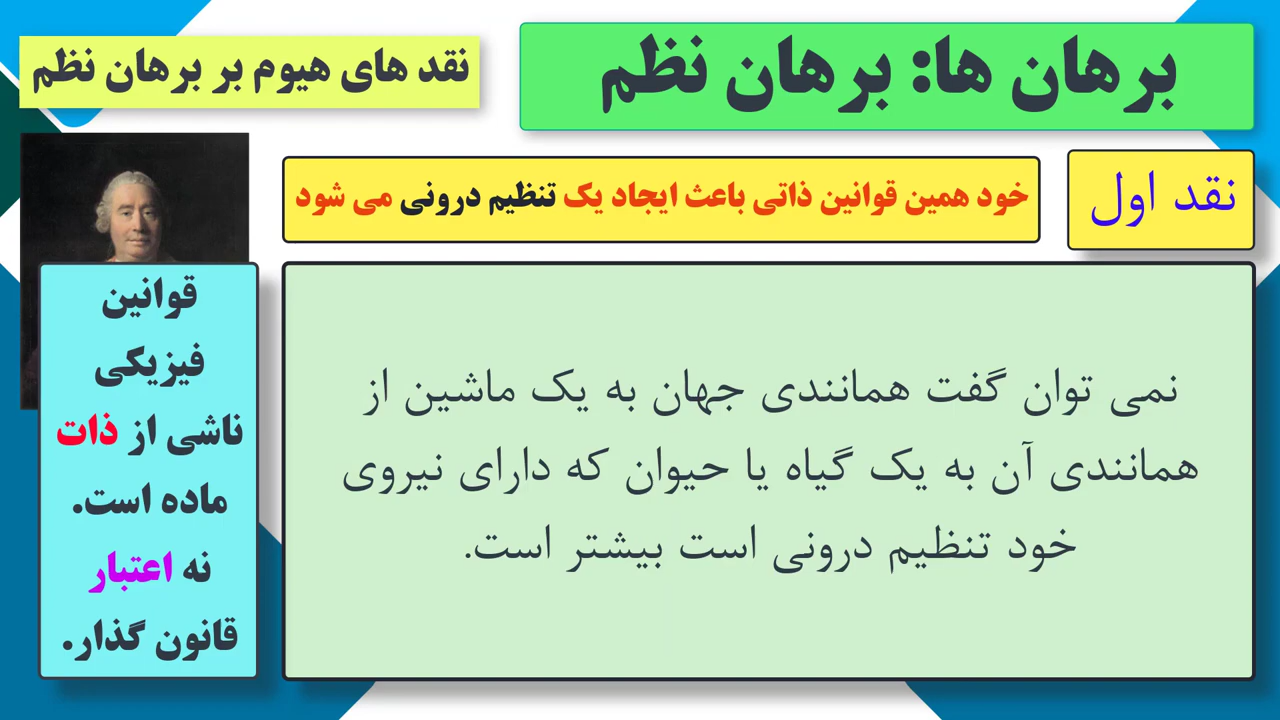 برهان ها: برهان نظم
نقد های هیوم بر برهان نظم
نقد اول
خود همین قوانین ذاتی باعث ایجاد یک تنظیم درونی می شود
نمی توان گفت همانندی جهان به یک ماشین از
همانندی آن به یک گیاه یا حیوان که دارای نیروی
خود تنظیم درونی است بیشتر است.
قوانین
فیزیکی
ناشی از ذات
ماده است.
نه اعتبار
قانون گذار.